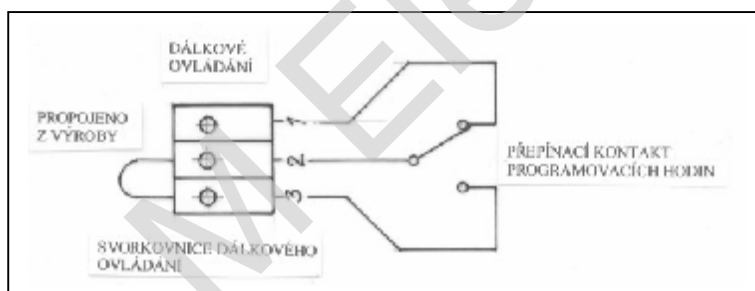 DÁLKOVÉ
OVLÁDÁNÍ
PROPOJENO
Z VÝROBY
1
2
3
PŘEPÍNACÍ KONTAKT
PROGRAMOVACÍCH HODIN
SVORKOVNICE DÁLKOVÉHO
OVLÁDÁNÍ